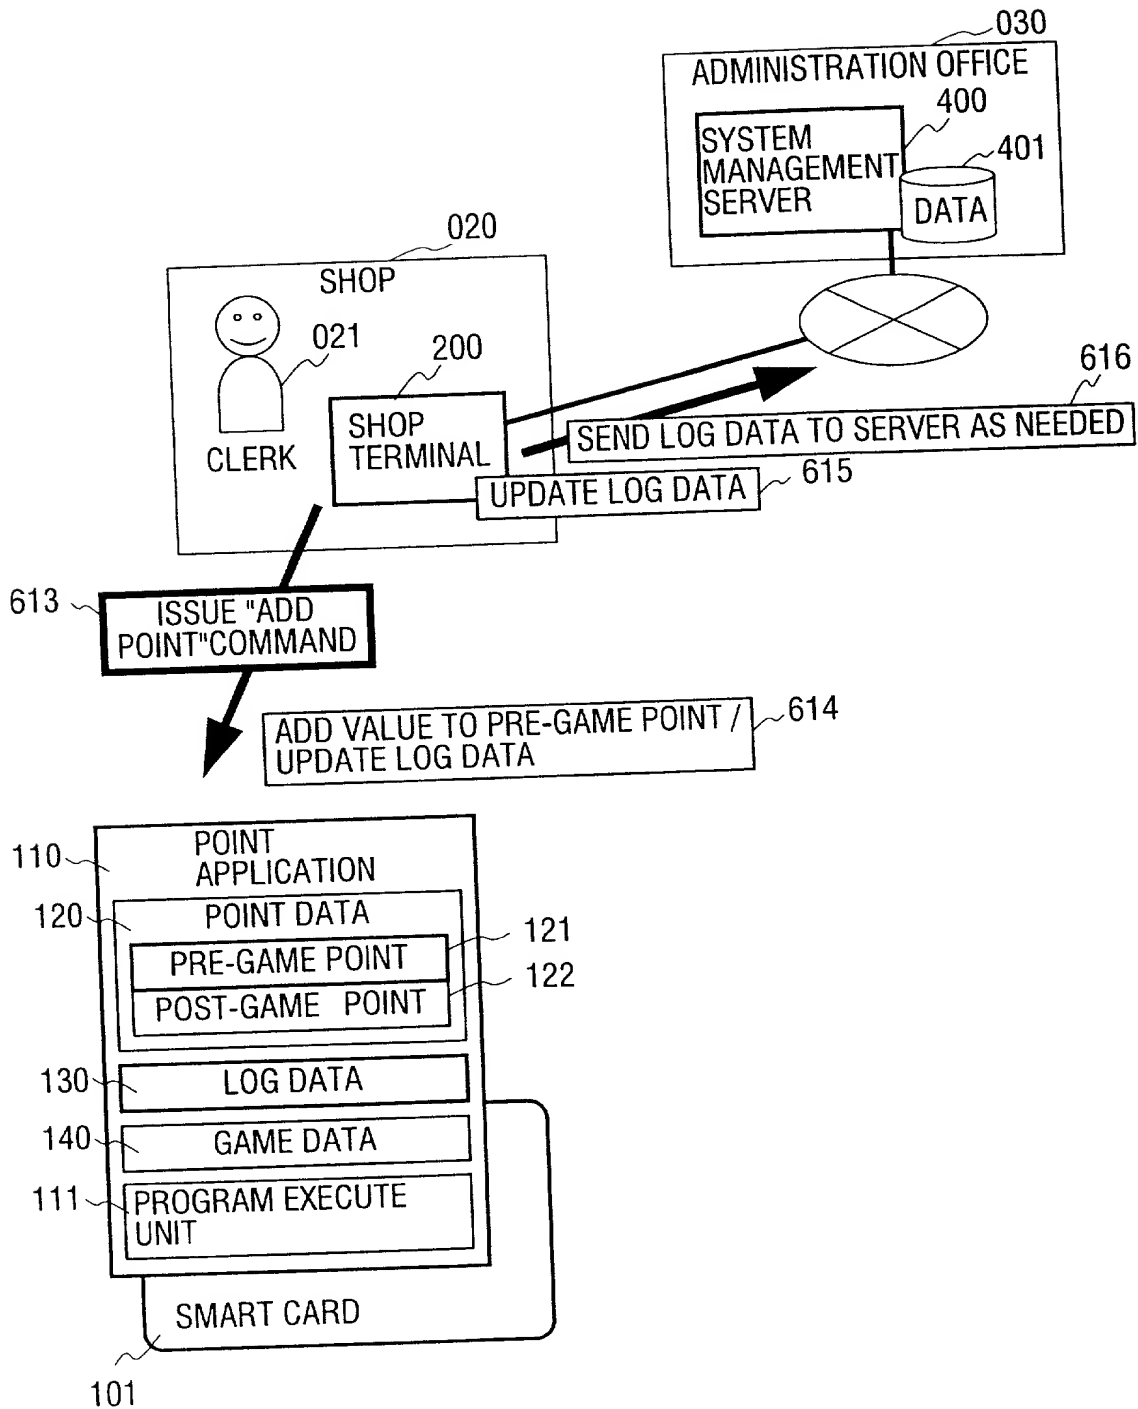 030
ADMINISTRATION OFFICE
400
SYSTEM
MANAGEMENT
SERVER
401
DATA
020
SHOP
021
CLERK
200
SHOP
TERMINAL
616
SEND LOG DATA TO SERVER AS NEEDED
UPDATE LOG DATA
615
613
ISSUE "ADD
POINT"COMMAND
614
ADD VALUE TO PRE-GAME POINT /
UPDATE LOG DATA
110
POINT
APPLICATION
120
POINT DATA
121
PRE-GAME POINT
122
POST-GAME POINT
130
LOG DATA
140
GAME DATA
111
PROGRAM EXECUTE
UNIT
SMART CARD
101